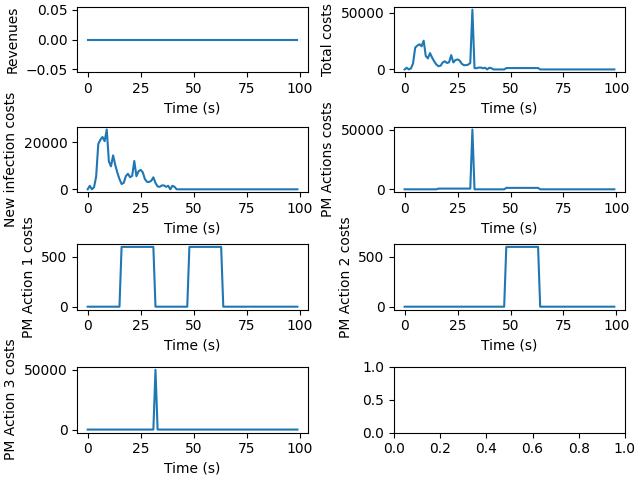 Revenues
0.05
0.00
−0.05
0 25 50 75 100
Time (s)
Total costs
50000
0
0 25 50 75 100
Time (s)
New infection costs
20000
0
0 25 50 75 100
Time (s)
PM Actions costs
50000
0
0 25 50 75 100
Time (s)
PM Action 1 costs
500
0
0 25 50 75 100
Time (s)
PM Action 2 costs
500
0
0 25 50 75 100
Time (s)
PM Action 3 costs
50000
0
0 25 50 75 100
Time (s)
1.0
0.5
0.0
0.0 0.2 0.4 0.6 0.8 1.0